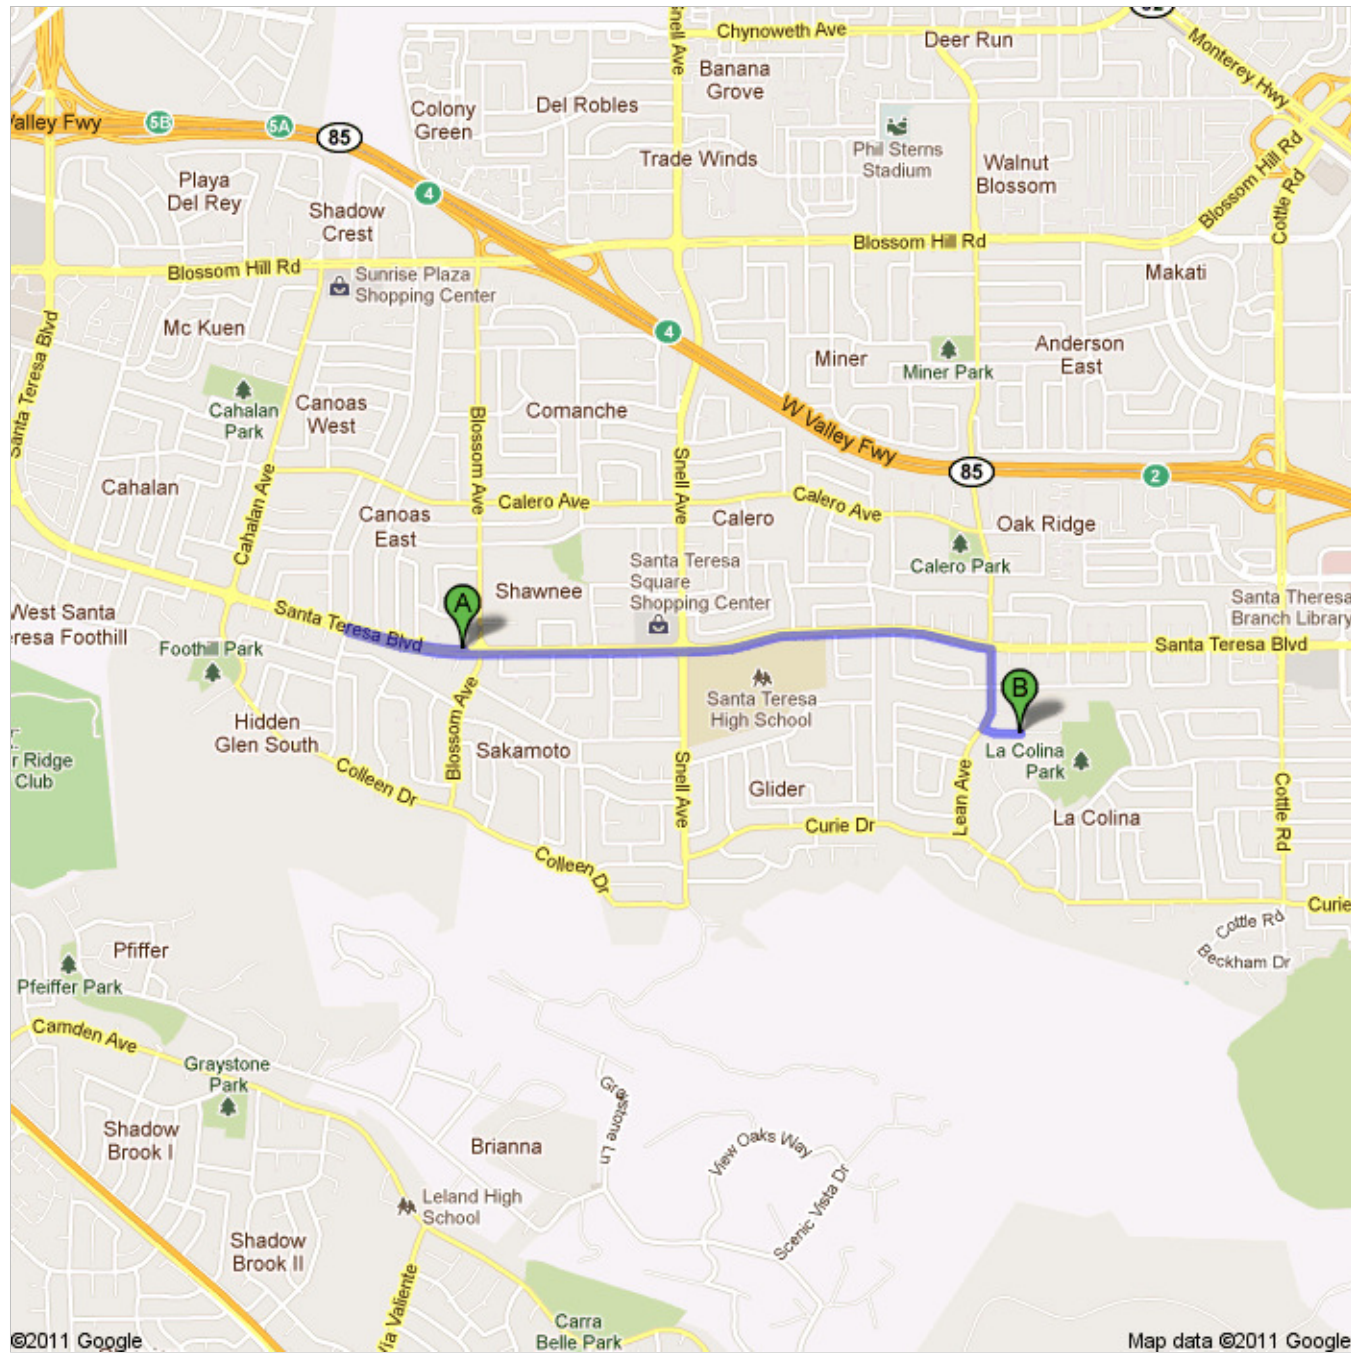 Chynoweth Ave
Deer Run
Snell Ave
Monterey Hwy
Banana
Grove
Colony
Green
Del Robles
Valley Fwy
5B
5A
85
Trade Winds
Phil Sterns
Stadium
Walnut
Blossom
Blossom Hill Rd
Cottle Rd
Playa
Del Rey
4
Shadow
Crest
Blossom Hill Rd
Blossom Hill Rd
Sunrise Plaza
Shopping Center
Makati
Mc Kuen
4
Santa Teresa Blvd
Miner
Anderson
East
Miner Park
Cahalan
Park
Canoas
West
Comanche
W Valley Fwy
Blossom Ave
Snell Ave
85
2
Cahalan
Cahalan Ave
Calero Ave
Calero Ave
Canoas
East
Calero
Oak Ridge
Calero Park
Santa Teresa
Square
Shopping Center
Shawnee
A
Santa Theresa
Branch Library
West Santa
eresa Foothill
Santa Teresa Blvd
Santa Teresa Blvd
Foothill Park
Santa Teresa
High School
B
Hidden
Glen South
Blossom Ave
Sakamoto
La Colina
Park
r Ridge
Club
Colleen Dr
Snell Ave
Glider
Lean Ave
Cottle Rd
Curie Dr
La Colina
Colleen Dr
Curie
Cottle Rd
Beckham Dr
Pfiffer
Pfeiffer Park
Camden Ave
Graystone
Park
Shadow
Brook I
Greystone Ln
Brianna
View Oaks Way
Scenic Vista Dr
Leland High
School
Shadow
Brook II
Via Valiente
Carra
Belle Park
©2011 Google
Map data ©2011 Google